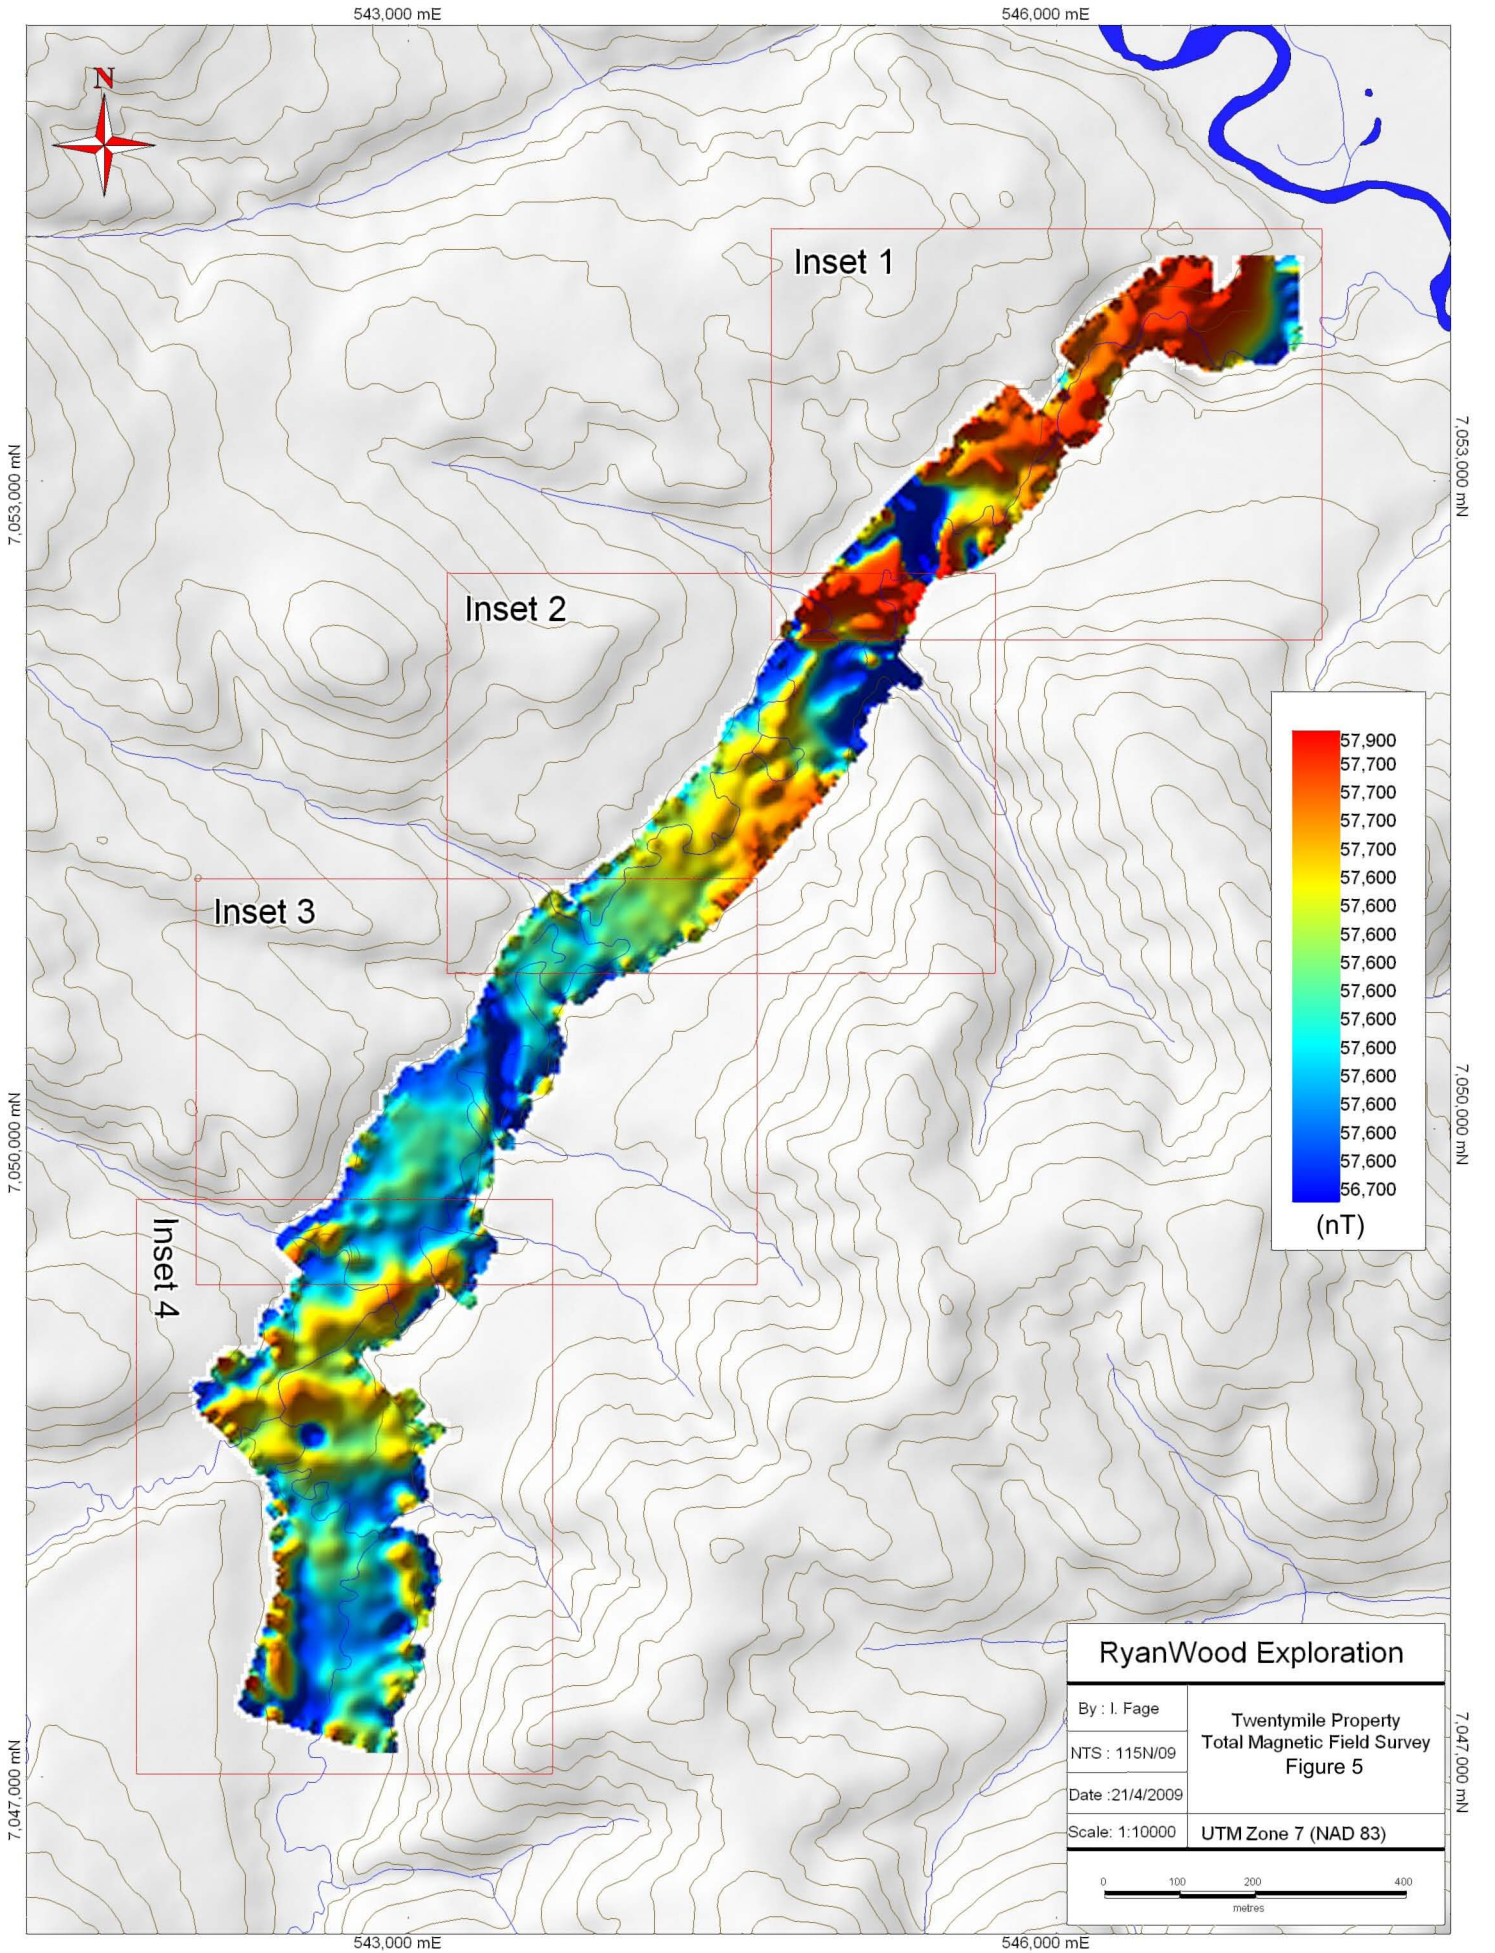 543,000 mE
546,000 mE
N
Inset 1
7,053,000 mN
7,053,000 mN
Inset 2
57,900
57,700
57,700
57,700
57,700
57,600
57,600
57,600
57,600
57,600
57,600
57,600
57,600
57,600
57,600
57,600
56,700
(nT)
Inset 3
7,050,000 mN
7,050,000 mN
Inset 4
RyanWood Exploration
By : I. Fage
NTS : 115N/09
Date :21/4/2009
Scale: 1:10000
Twentymile Property
Total Magnetic Field Survey
Figure 5
UTM Zone 7 (NAD 83)
0 100 200 400
metres
7,047,000 mN
7,047,000 mN
543,000 mE
546,000 mE